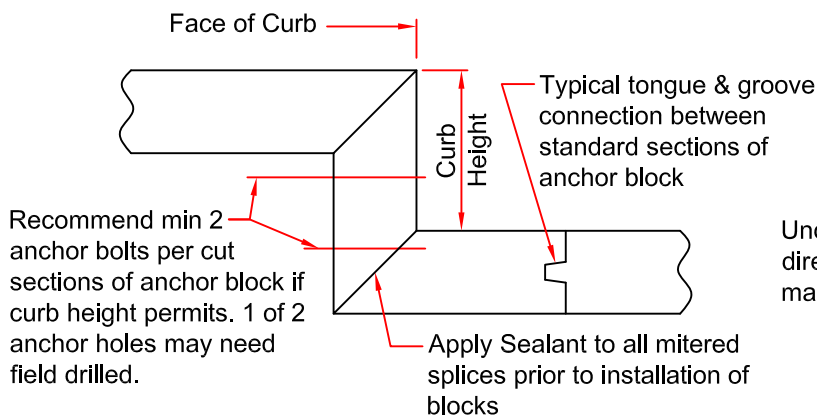 Face of Curb
Curb
Height
Typical tongue & groove
connection between
standard sections of
anchor block
Recommend min 2
anchor bolts per cut
sections of anchor block if
curb height permits. 1 of 2
anchor holes may need
field drilled.
Apply Sealant to all mitered
splices prior to installation of
blocks